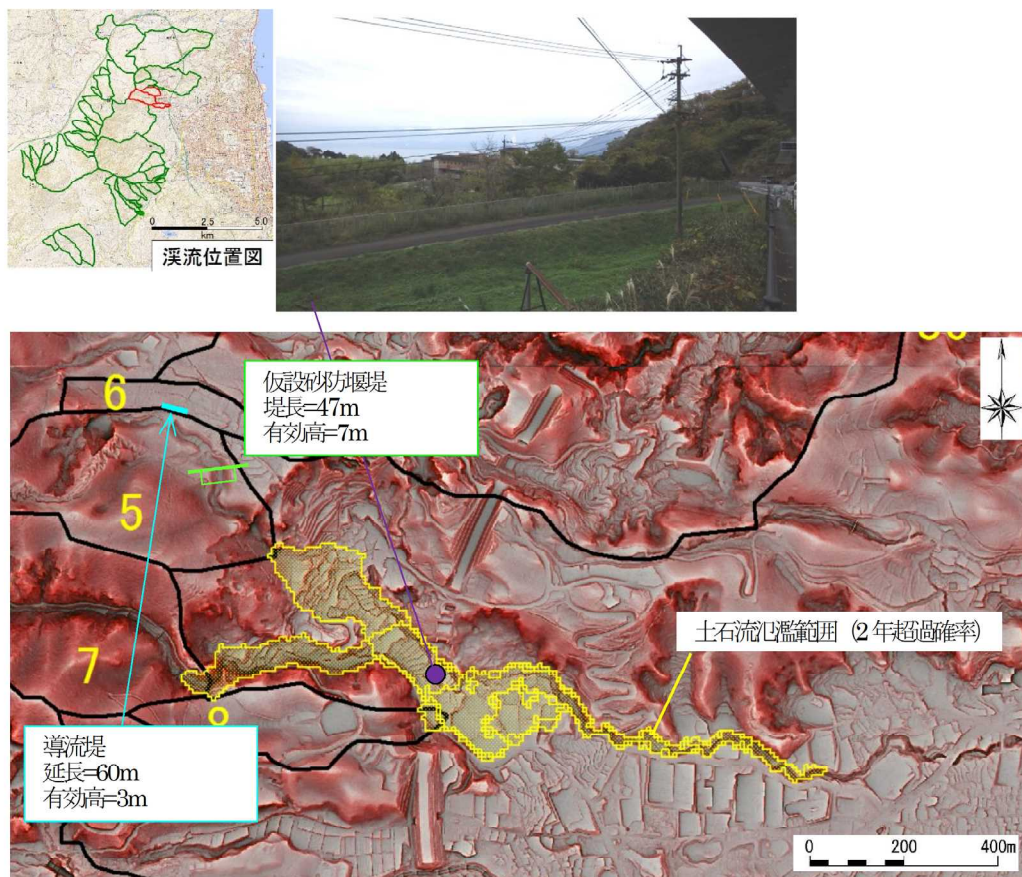 0 2.5 5.0
km
渓流位置図
仮設砂防堰堤
堤長=47m
有効高=7m
6
5
7
8
土石流氾濫範囲 (2年超過確率)
導流堤
延長=60m
有効高=3m
0 200 400m